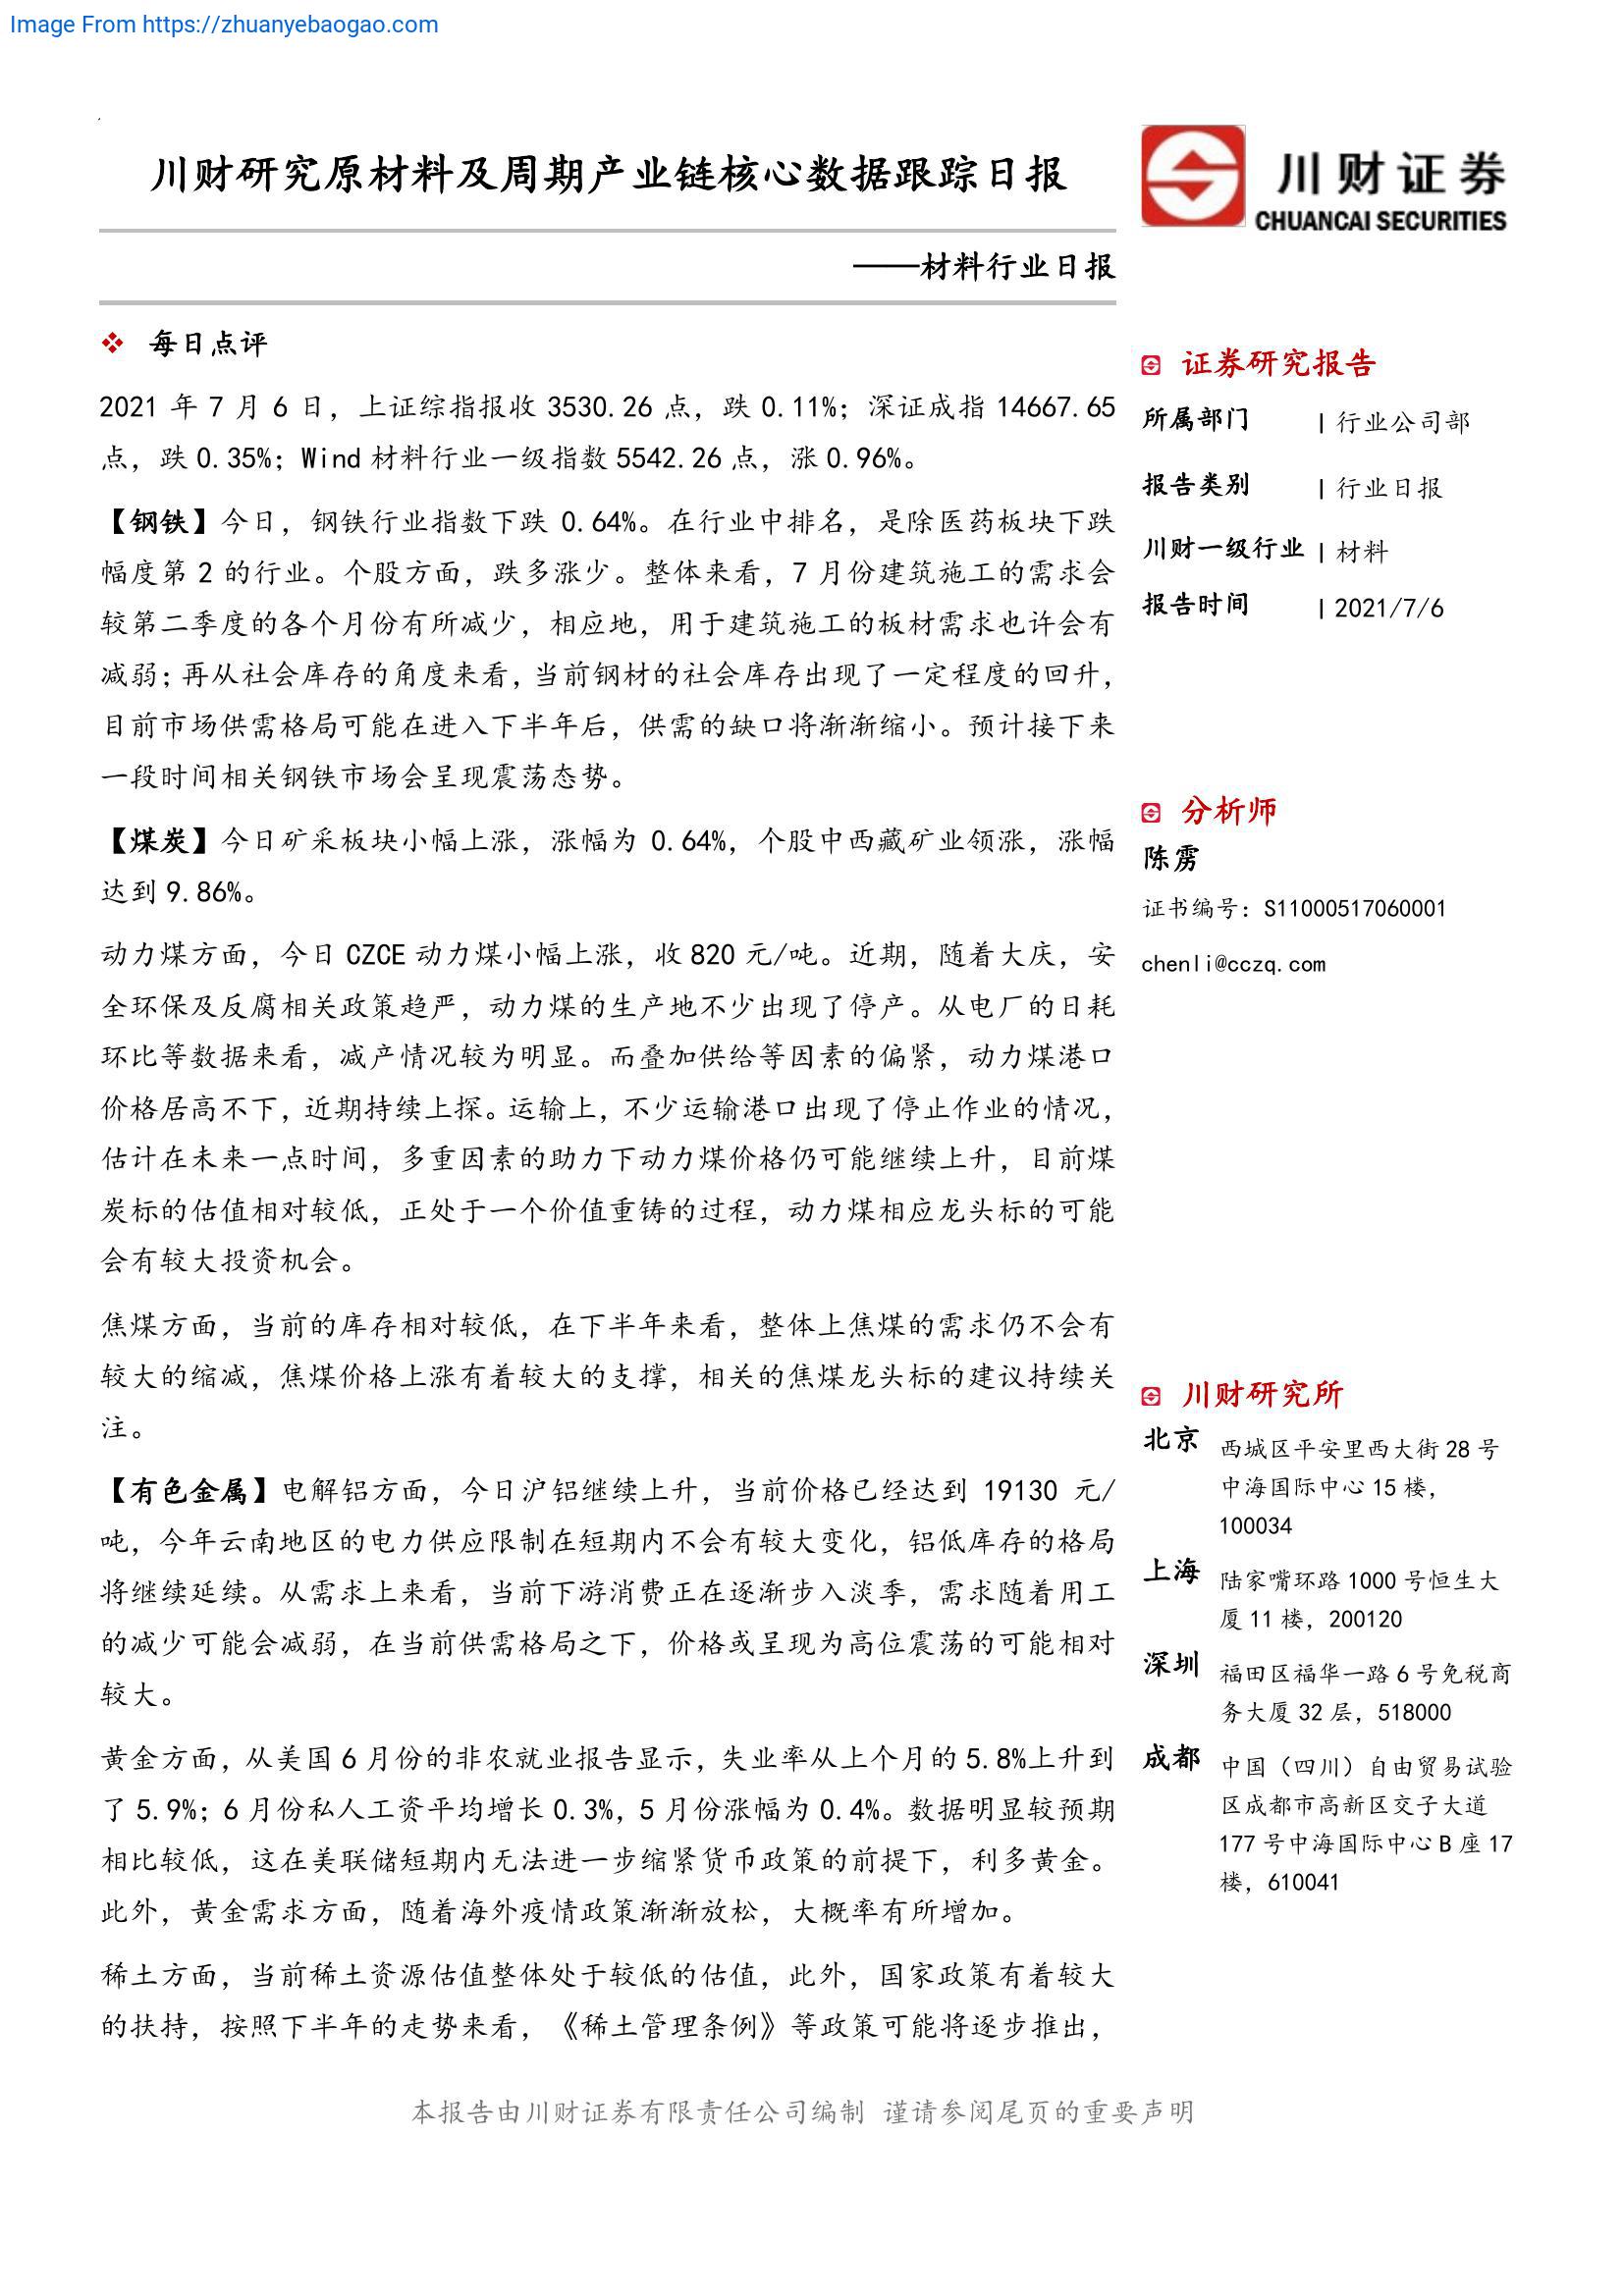 Image From https://zhuanyebaogao.com
川财研究原材料及周期产业链核心数据跟踪日报
川财证券
CHUANCAI SECURITIES
——材料行业日报
每日点评
2021 年 7 月 6 日，上证综指报收 3530.26 点，跌 0.11%；深证成指 14667.65
点，跌 0.35%；Wind 材料行业一级指数 5542.26 点，涨 0.96%。
【钢铁】今日，钢铁行业指数下跌 0.64%。在行业中排名，是除医药板块下跌
幅度第 2 的行业。个股方面，跌多涨少。整体来看，7 月份建筑施工的需求会
较第二季度的各个月份有所减少，相应地，用于建筑施工的板材需求也许会有
减弱；再从社会库存的角度来看，当前钢材的社会库存出现了一定程度的回升，
目前市场供需格局可能在进入下半年后，供需的缺口将渐渐缩小。预计接下来
一段时间相关钢铁市场会呈现震荡态势。
【煤炭】今日矿采板块小幅上涨，涨幅为 0.64%，个股中西藏矿业领涨，涨幅
达到 9.86%。
动力煤方面，今日 CZCE 动力煤小幅上涨，收 820 元/吨。近期，随着大庆，安
全环保及反腐相关政策趋严，动力煤的生产地不少出现了停产。从电厂的日耗
环比等数据来看，减产情况较为明显。而叠加供给等因素的偏紧，动力煤港口
价格居高不下，近期持续上探。运输上，不少运输港口出现了停止作业的情况，
估计在未来一点时间，多重因素的助力下动力煤价格仍可能继续上升，目前煤
炭标的估值相对较低，正处于一个价值重铸的过程，动力煤相应龙头标的可能
会有较大投资机会。
焦煤方面，当前的库存相对较低，在下半年来看，整体上焦煤的需求仍不会有
较大的缩减，焦煤价格上涨有着较大的支撑，相关的焦煤龙头标的建议持续关
注。
【有色金属】电解铝方面，今日沪铝继续上升，当前价格已经达到 19130 元/
吨，今年云南地区的电力供应限制在短期内不会有较大变化，铝低库存的格局
将继续延续。从需求上来看，当前下游消费正在逐渐步入淡季，需求随着用工
的减少可能会减弱，在当前供需格局之下，价格或呈现为高位震荡的可能相对
较大。
黄金方面，从美国 6 月份的非农就业报告显示，失业率从上个月的 5.8%上升到
了 5.9%；6 月份私人工资平均增长 0.3%，5 月份涨幅为 0.4%。数据明显较预期
相比较低，这在美联储短期内无法进一步缩紧货币政策的前提下，利多黄金。
此外，黄金需求方面，随着海外疫情政策渐渐放松，大概率有所增加。
稀土方面，当前稀土资源估值整体处于较低的估值，此外，国家政策有着较大
的扶持，按照下半年的走势来看，《稀土管理条例》等政策可能将逐步推出，
证券研究报告
所属部门 | 行业公司部
报告类别 | 行业日报
川财一级行业 | 材料
报告时间 | 2021/7/6
分析师
陈雳
证书编号：S11000517060001
chenli@cczq.com
川财研究所
北京 西城区平安里西大街 28 号
中海国际中心 15 楼，
100034
上海 陆家嘴环路 1000 号恒生大
厦 11 楼，200120
深圳 福田区福华一路 6 号免税商
务大厦 32 层，518000
成都 中国（四川）自由贸易试验
区成都市高新区交子大道
177 号中海国际中心 B 座 17
楼，610041
本报告由川财证券有限责任公司编制 谨请参阅尾页的重要声明